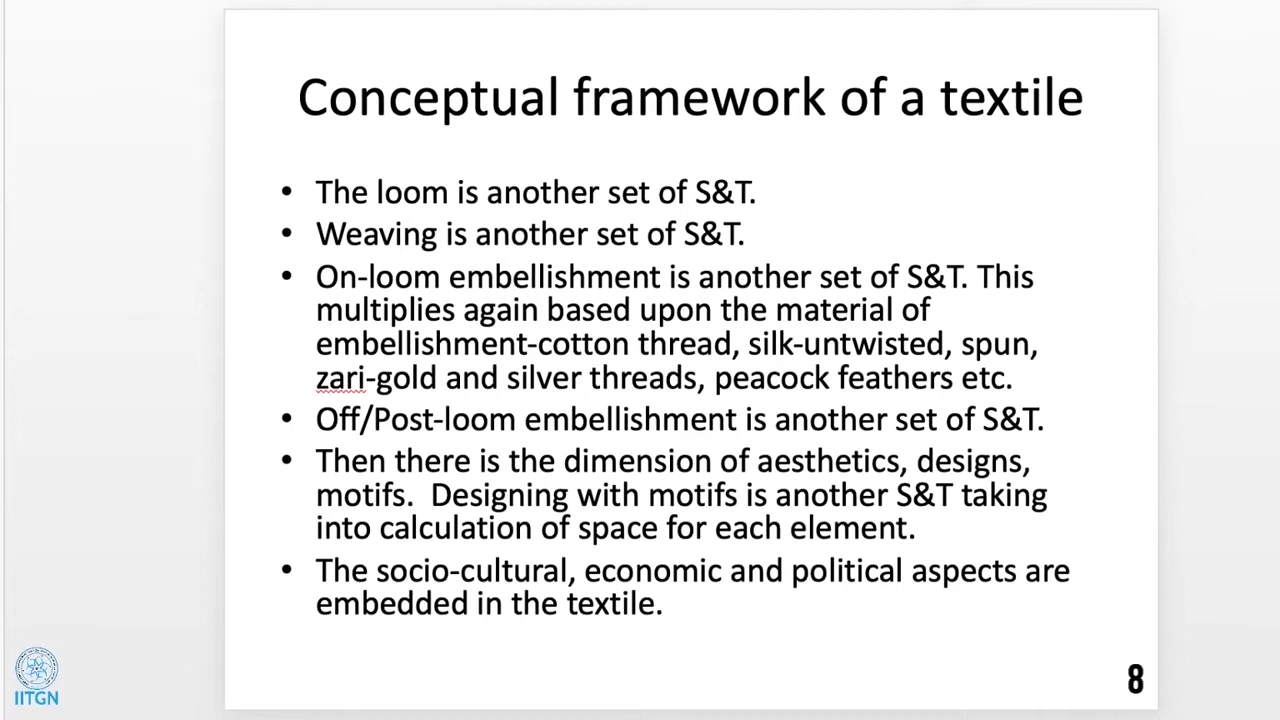 Conceptual framework of a textile
• The loom is another set of S&T.
• Weaving is another set of S&T.
• On-loom embellishment is another set of S&T. This
multiplies again based upon the material of
embellishment-cotton thread, silk-untwisted, spun,
zari-gold and silver threads, peacock feathers etc.
• Off/Post-loom embellishment is another set of S&T.
• Then there is the dimension of aesthetics, designs,
motifs.  Designing with motifs is another S&T taking
into calculation of space for each element.
• The socio-cultural, economic and political aspects are
embedded in the textile.
8
IITGN